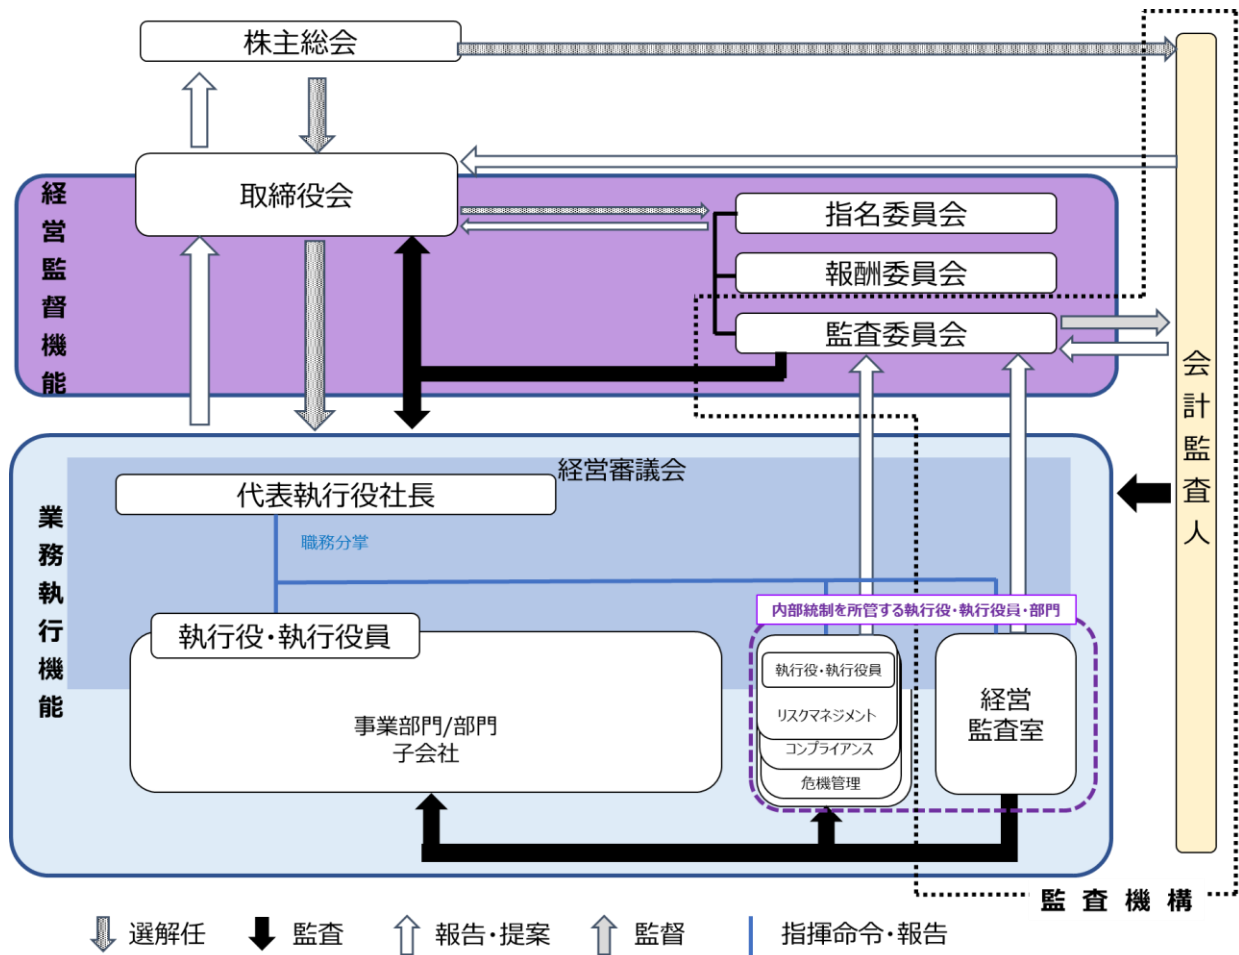 株主総会
取締役会
経営監督機能
指名委員会
報酬委員会
監査委員会
会計監査人
経営審議会
代表執行役社長
職務分掌
業務執行機能
執行役・執行役員
事業部門/部門
子会社
内部統制を所管する執行役・執行役員・部門
執行役・執行役員
リスクマネジメント
コンプライアンス
危機管理
経営
監査室
監査機構
選解任
監査
報告・提案
監督
指揮命令・報告